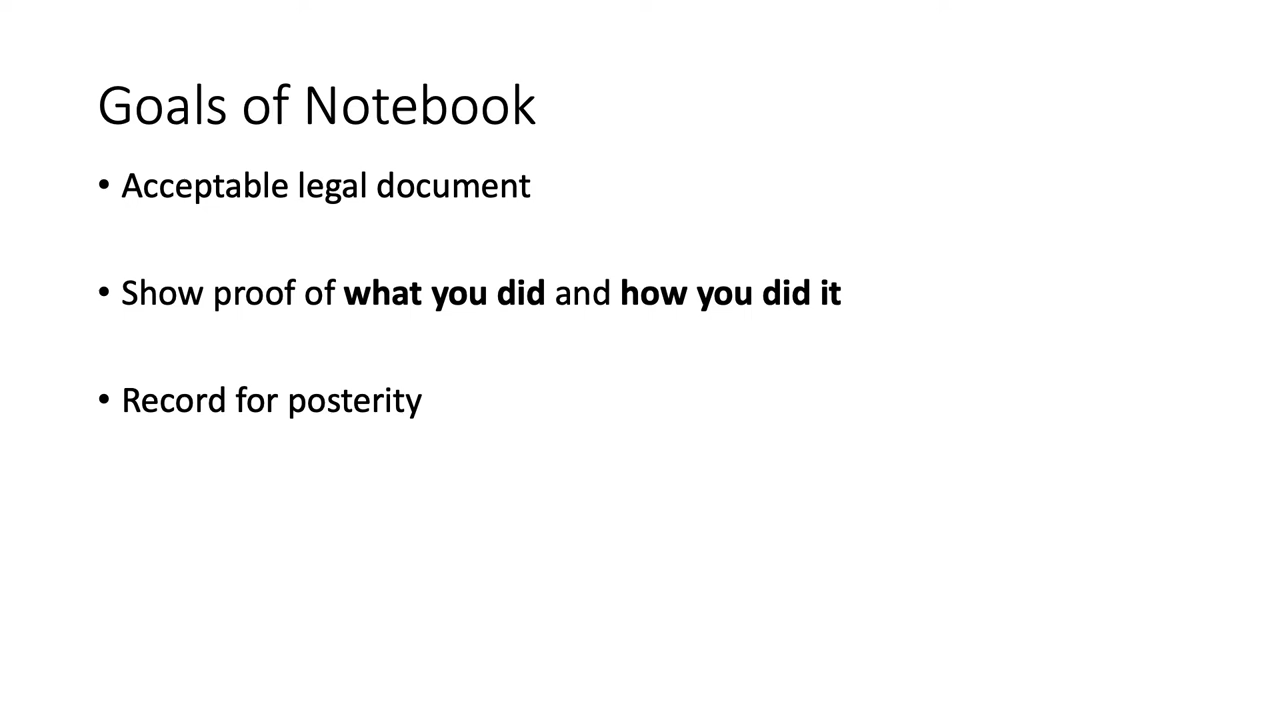 Goals of Notebook
• Acceptable legal document
• Show proof of what you did and how you did it
• Record for posterity